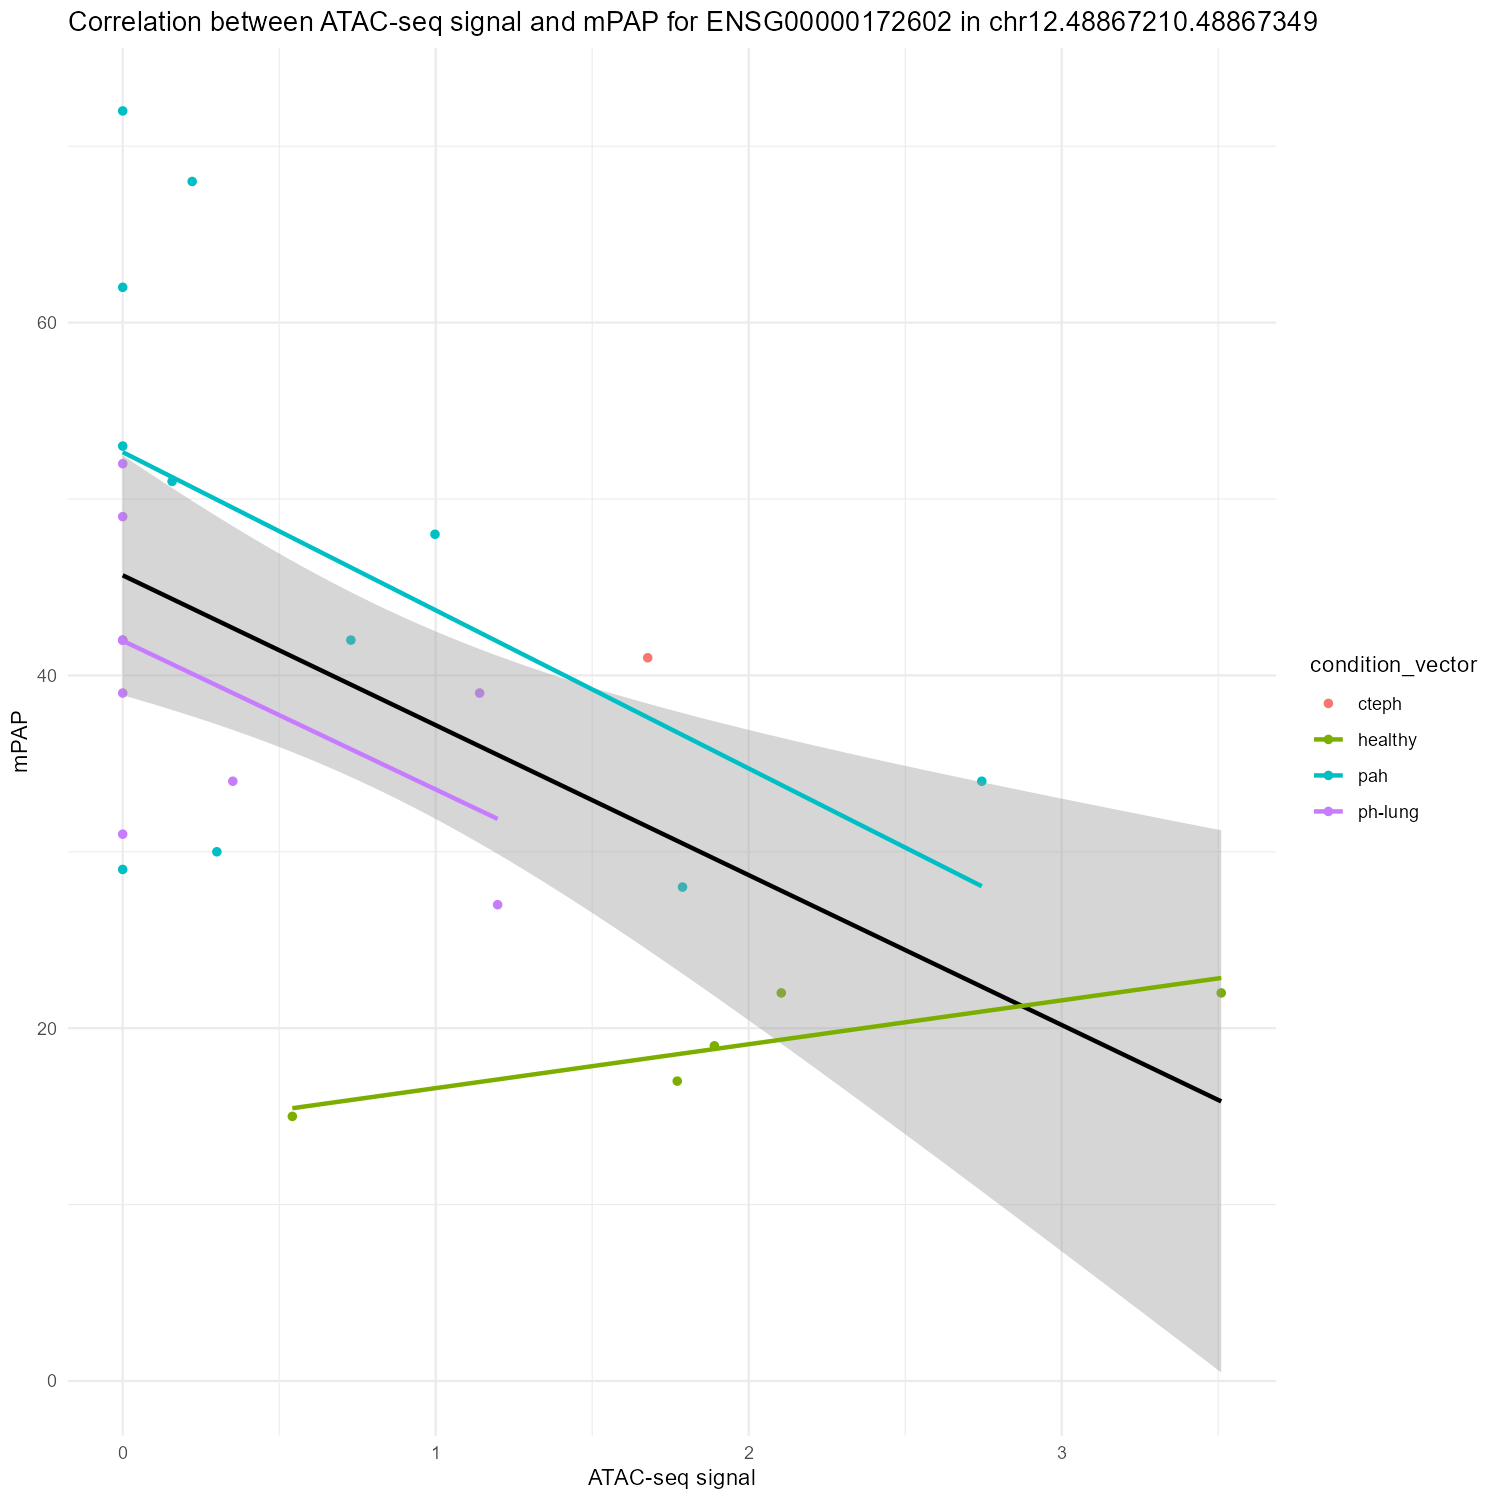 Correlation between ATAC-seq signal and mPAP for ENSG00000172602 in chr12.48867210.48867349
60
40
20
0
mPAP
0 1 2 3
ATAC-seq signal
condition_vector
cteph
healthy
pah
ph-lung